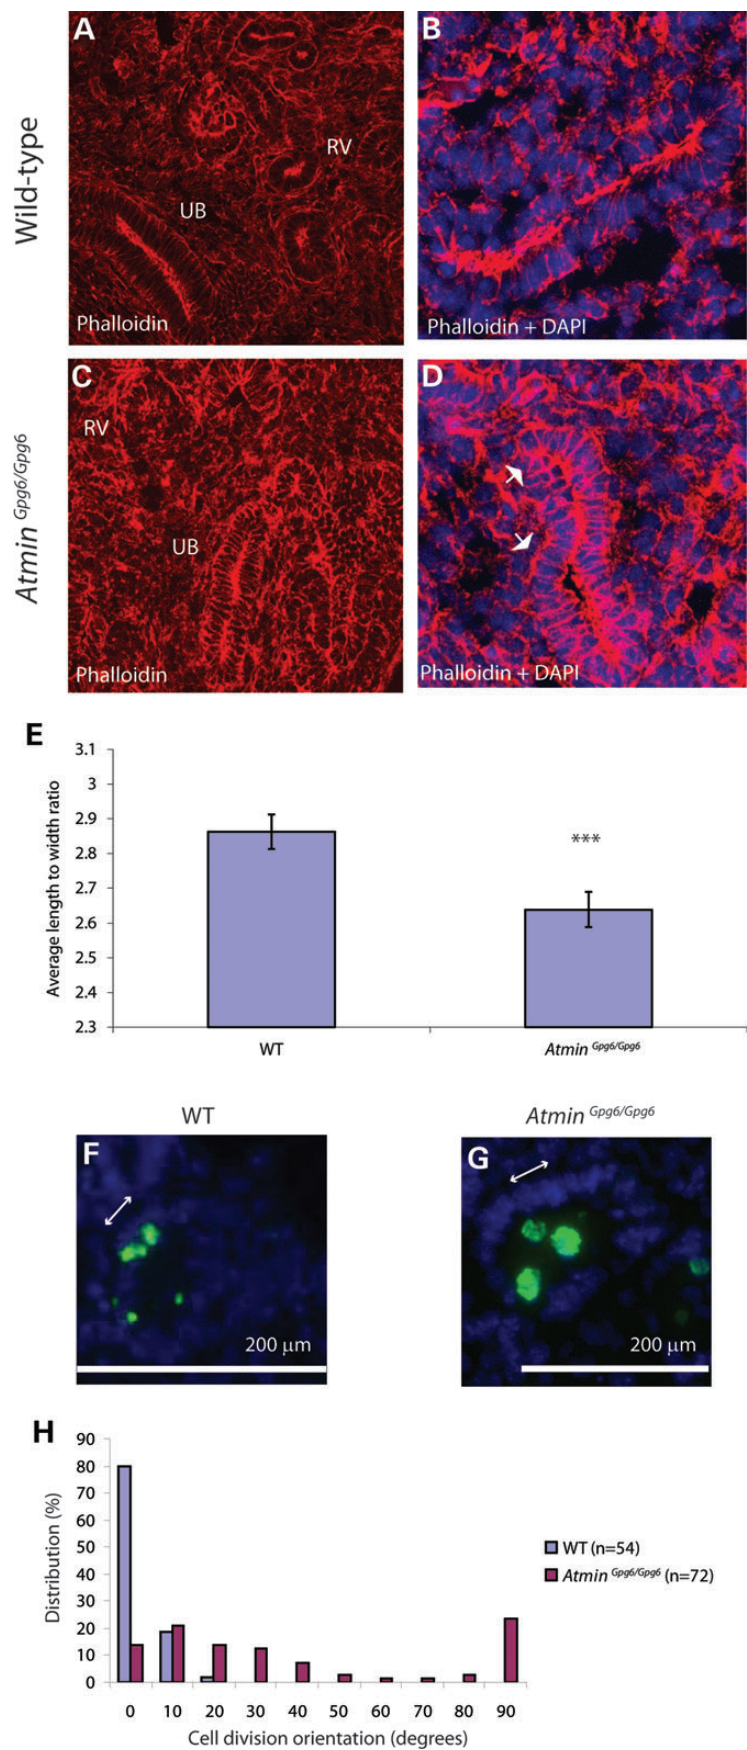 A
B
Wild-type
RV
UB
Phalloidin
Phalloidin + DAPI
C
D
Atmin Gpg6/Gpg6
RV
UB
Phalloidin
Phalloidin + DAPI
E
Average length to width ratio
3.1
3
2.9
2.8
2.7
2.6
2.5
2.4
2.3
***
WT
Atmin Gpg6/Gpg6
WT
Atmin Gpg6/Gpg6
F
G
200 μm
200 μm
H
Distribution (%)
90
80
70
60
50
40
30
20
10
0
WT (n=54)
Atmin Gpg6/Gpg6 (n=72)
0 10 20 30 40 50 60 70 80 90
Cell division orientation (degrees)